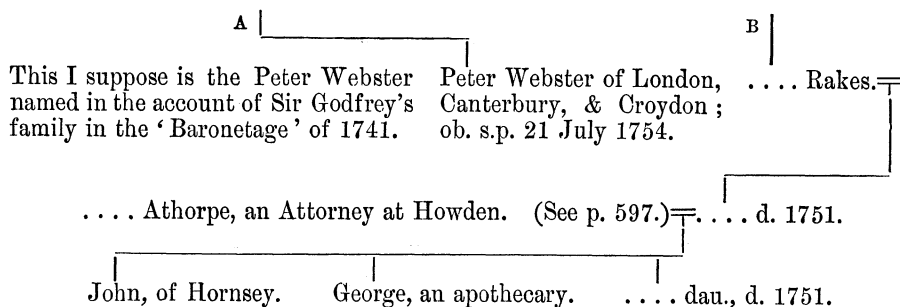 A B
This I suppose is the Peter Webster
named in the account of Sir Godfrey's
family in the ‘Baronetage’ of 1741.
Peter Webster of London,
Canterbury, & Croydon ;
ob. s.p. 21 July 1754.
. . . . Rakes.
. . . . Athorpe, an Attorney at Howden. (See p. 597.) . . . . d. 1751.
John, of Hornsey. George, an apothecary. . . . . dau., d. 1751.